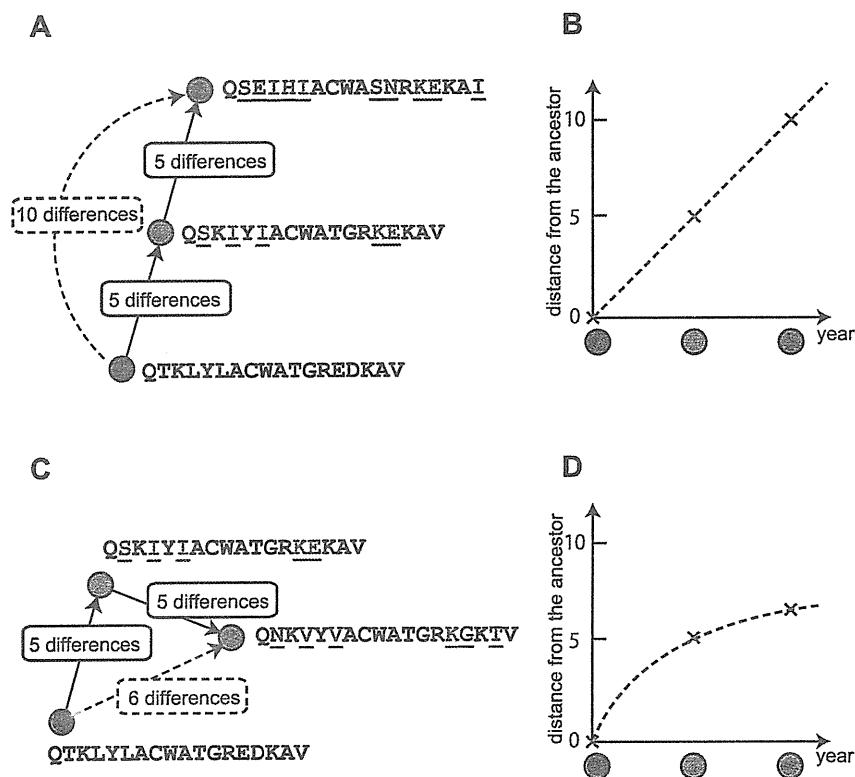 A
B
QSEIHIACWASNRKEKAI
5 differences
10 differences
QSKIYIACWATGRKEKAV
5 differences
QTKLYLACWATGREDKAV
distance from the ancestor
10
5
0
year
C
D
QSKIYIACWATGRKEKAV
5 differences
5 differences
QNKVYVACWATGRKGKTV
6 differences
QTKLYLACWATGREDKAV
distance from the ancestor
10
5
0
year